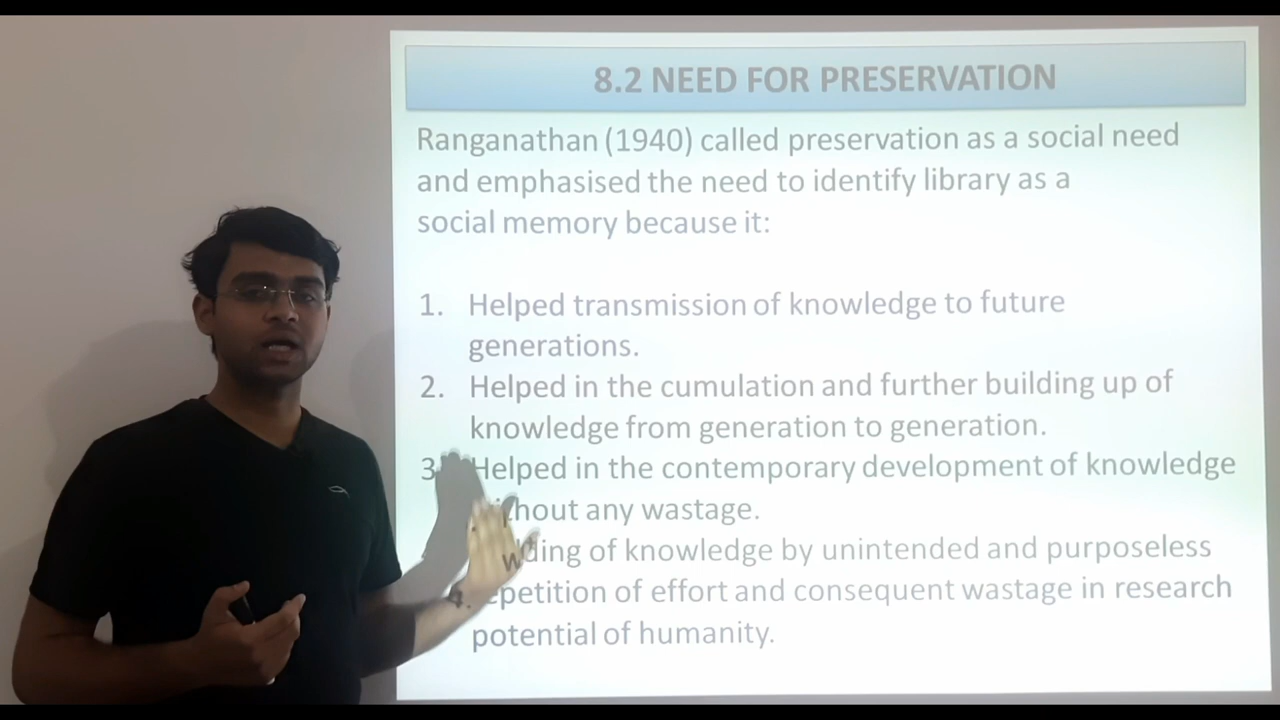 8.2 NEED FOR PRESERVATION
Ranganathan (1940) called preservation as a social need
and emphasised the need to identify library as a
social memory because it:
1. Helped transmission of knowledge to future
generations.
2. Helped in the cumulation and further building up of
knowledge from generation to generation.
3 Helped in the contemporary development of knowledge
without any wastage.
4. of knowledge by unintended and purposeless
repetition of effort and consequent wastage in research
potential of humanity.